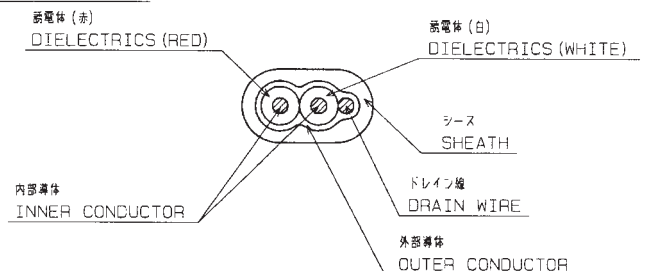 誘電体(赤)
DIELECTRICS(RED)
誘電体(白)
DIELECTRICS(WHITE)
シース
SHEATH
内部導体
INNER CONDUCTOR
ドレイン線
DRAIN WIRE
外部導体
OUTER CONDUCTOR